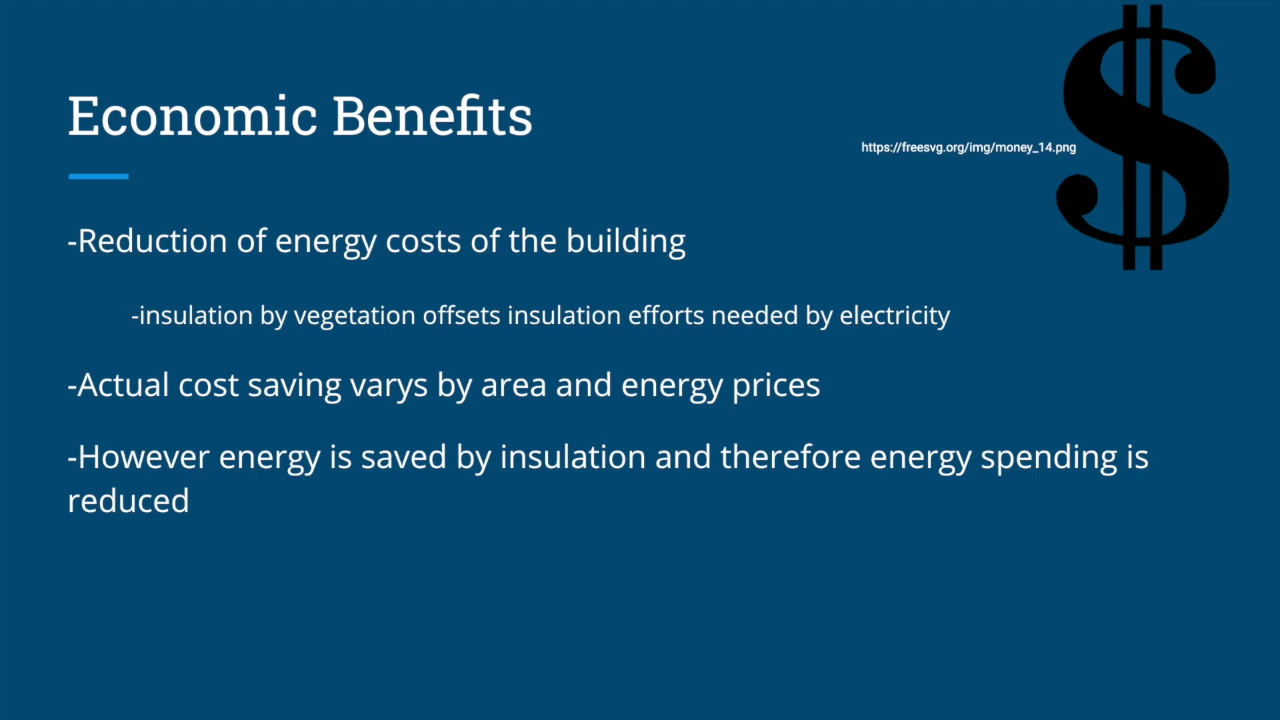 Economic Benefits
https://freesvg.org/img/money_14.png
-Reduction of energy costs of the building
-insulation by vegetation offsets insulation efforts needed by electricity
-Actual cost saving varys by area and energy prices
-However energy is saved by insulation and therefore energy spending is
reduced